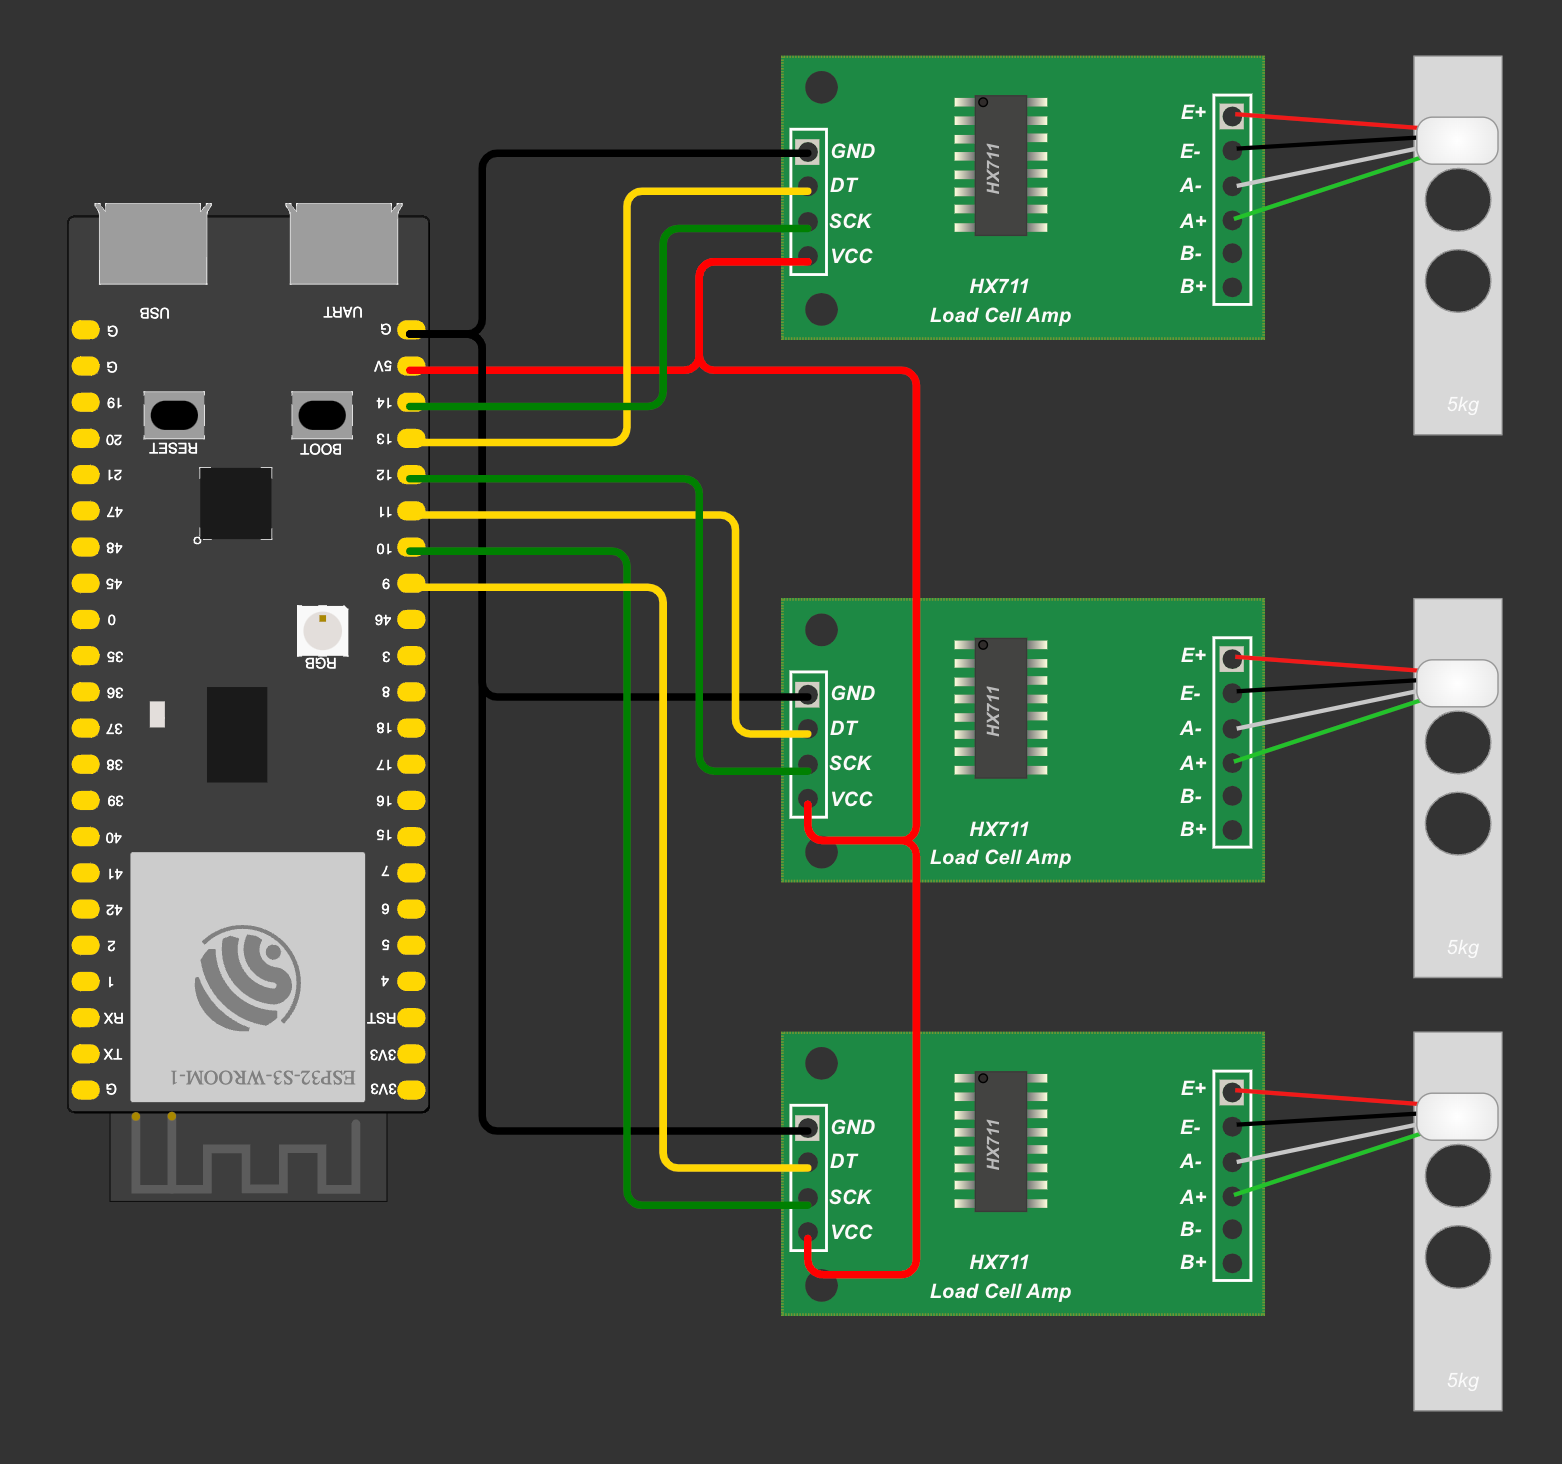 USB
UART
G
G
19
20
21
47
48
45
0
35
36
37
38
39
40
41
42
2
1
RX
TX
G
G
5V
14
13
12
11
10
9
46
3
8
18
17
16
15
7
6
5
4
RST
3V3
3V3
RESET
BOOT
RGB
ESP32-S3-WROOM-1
GND
DT
SCK
VCC
HX711
HX711
Load Cell Amp
E+
E-
A-
A+
B-
B+
5kg
GND
DT
SCK
VCC
HX711
HX711
Load Cell Amp
E+
E-
A-
A+
B-
B+
5kg
GND
DT
SCK
VCC
HX711
HX711
Load Cell Amp
E+
E-
A-
A+
B-
B+
5kg